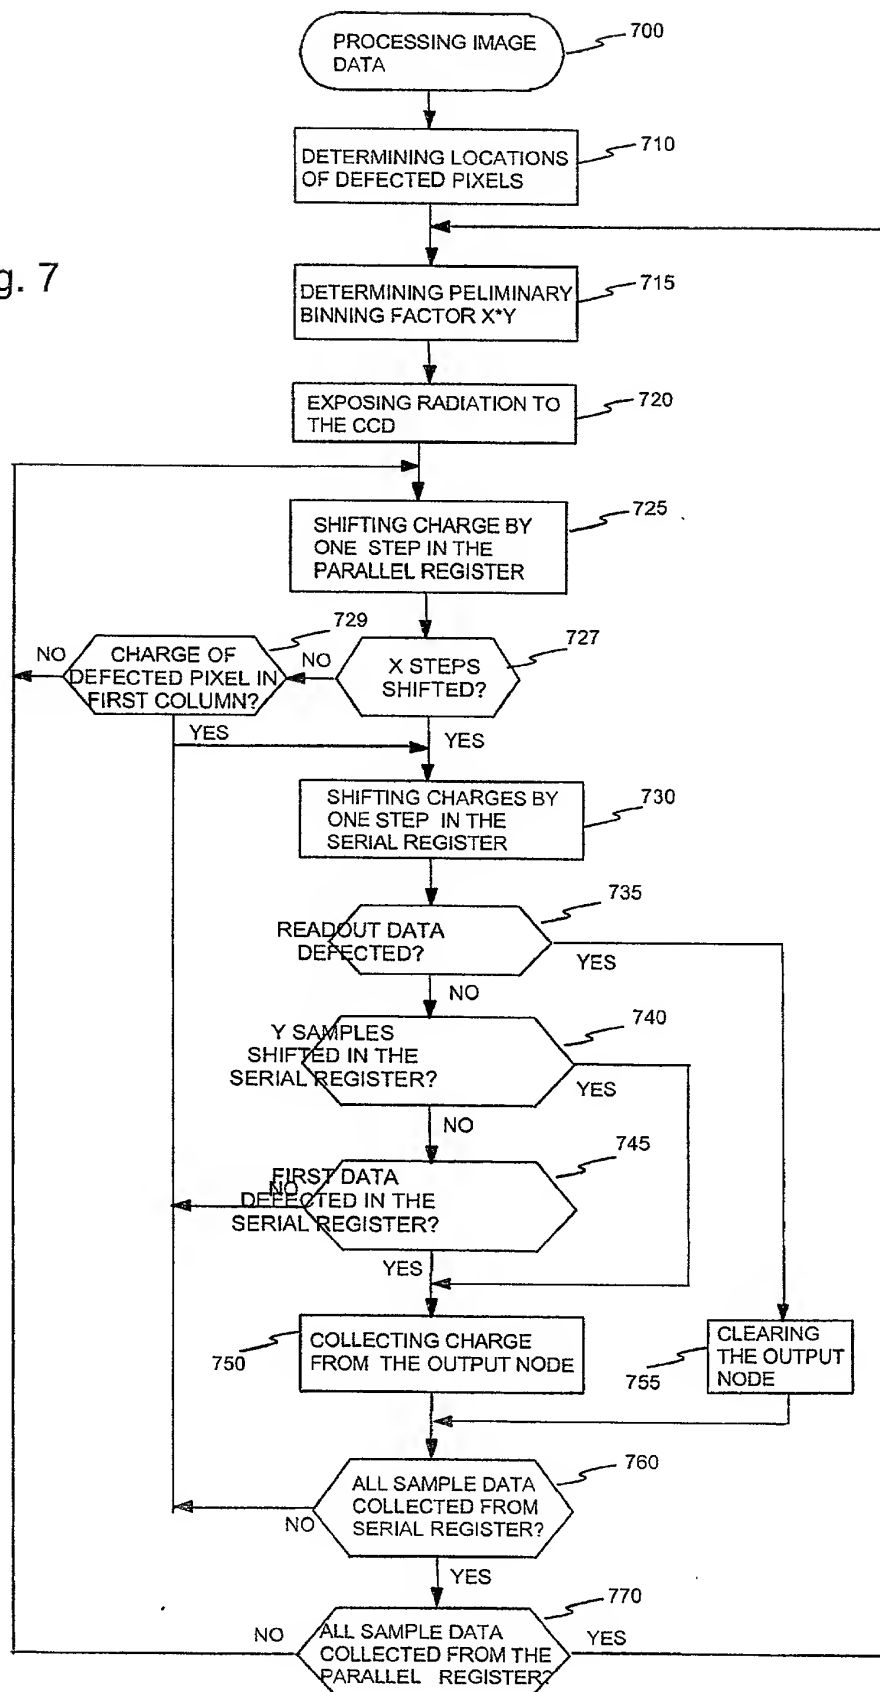 PROCESSING IMAGE
DATA
700
DETERMINING LOCATIONS
OF DEFECTED PIXELS
710
g. 7
DETERMINING PELIMINARY
BINNING FACTOR X*Y
715
EXPOSING RADIATION TO
THE CCD
720
SHIFTING CHARGE BY
ONE STEP IN THE
PARALLEL REGISTER
725
729
NO
CHARGE OF
DEFECTED PIXEL IN
FIRST COLUMN?
NO
X STEPS
SHIFTED?
727
YES
YES
SHIFTING CHARGES BY
ONE STEP IN THE
SERIAL REGISTER
730
READOUT DATA
DEFECTED?
735
YES
NO
Y SAMPLES
SHIFTED IN THE
SERIAL REGISTER?
740
YES
NO
FIRST DATA
DEFECTED IN THE
SERIAL REGISTER?
745
NO
YES
COLLECTING CHARGE
FROM THE OUTPUT NODE
750
CLEARING
THE OUTPUT
NODE
755
ALL SAMPLE DATA
COLLECTED FROM
SERIAL REGISTER?
760
NO
YES
770
NO
ALL SAMPLE DATA
COLLECTED FROM THE
PARALLEL REGISTER?
YES